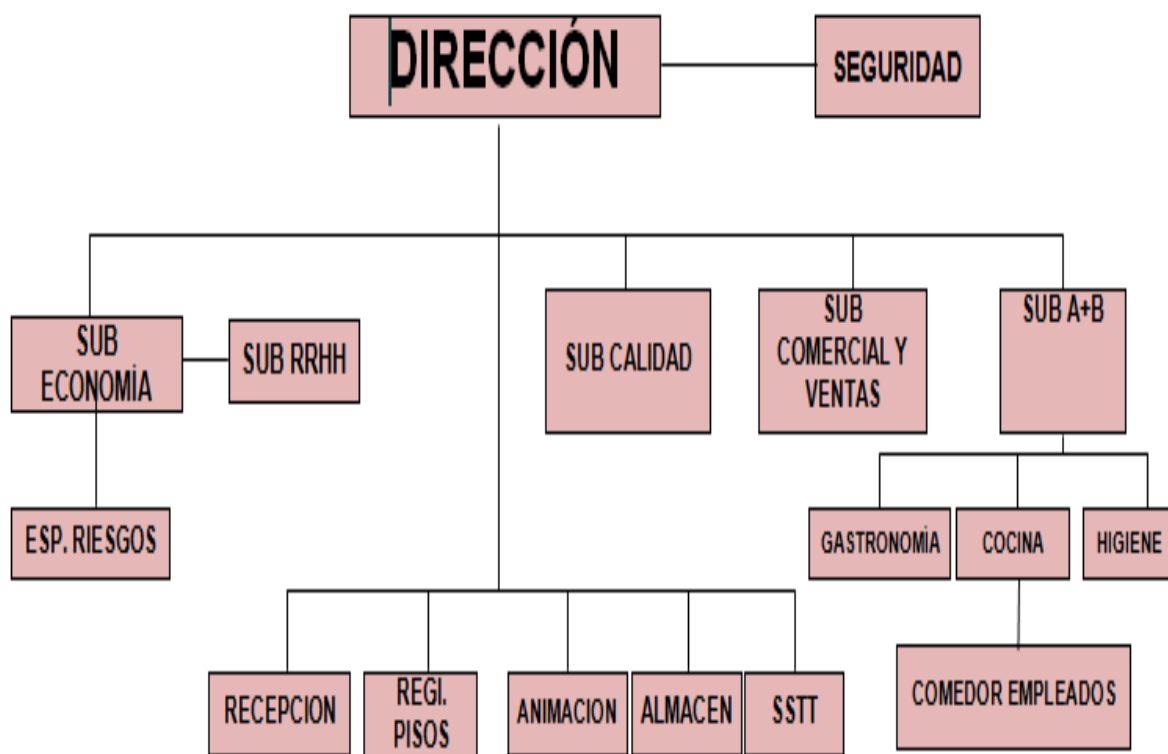 DIRECCIÓN
SEGURIDAD
SUB
ECONOMÍA
SUB RRHH
SUB CALIDAD
SUB
COMERCIAL Y
VENTAS
SUB A+B
ESP. RIESGOS
GASTRONOMÍA
COCINA
HIGIENE
RECEPCION
REGI.
PISOS
ANIMACION
ALMACEN
SSTT
COMEDOR EMPLEADOS